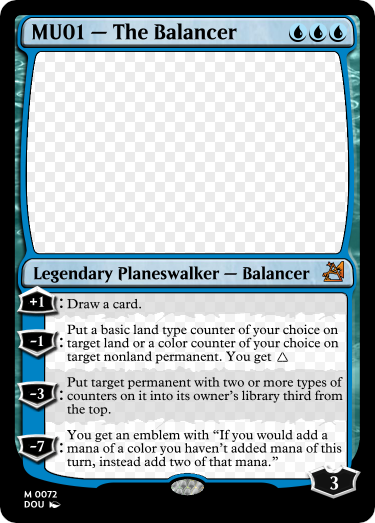 MU01 — The Balancer
Legendary Planeswalker — Balancer
+1: Draw a card.
-1: Put a basic land type counter of your choice on
target land or a color counter of your choice on
target nonland permanent. You get △
-3: Put target permanent with two or more types of
counters on it into its owner's library third from
the top.
-7: You get an emblem with “If you would add a
mana of a color you haven't added mana of this
turn, instead add two of that mana.”
3
M 0072
DOU